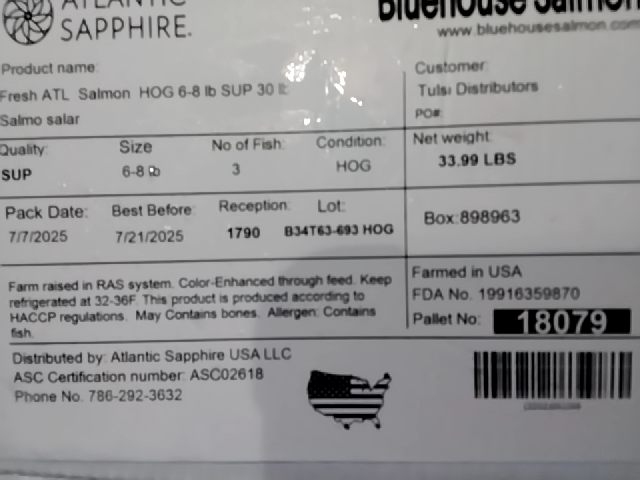 ATLANTIC
SAPPHIRE.
Bluehouse Salmon
www.bluehousesalmon.com
Product name:
Fresh ATL Salmon HOG 6-8 lb SUP 30 lb
Salmo salar
Customer:
Tulsi Distributors
PO#:
Quality:
SUP
Size
6-8 lb
No of Fish:
3
Condition:
HOG
Net weight:
33.99 LBS
Pack Date:
7/7/2025
Best Before:
7/21/2025
Reception:
1790
Lot:
B34T63-693 HOG
Box:898963
Farm raised in RAS system. Color-Enhanced through feed. Keep
refrigerated at 32-36F. This product is produced according to
HACCP regulations. May Contains bones. Allergen: Contains
fish.
Farmed in USA
FDA No. 19916359870
Pallet No: 18079
Distributed by: Atlantic Sapphire USA LLC
ASC Certification number: ASC02618
Phone No. 786-292-3632